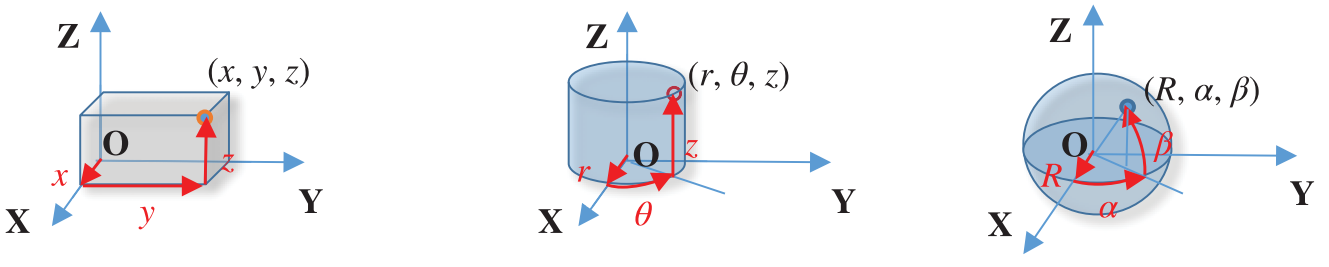 Z
(x, y, z)
O
x
z
y
X
Y
Z
(r, θ, z)
O
z
r
θ
X
Y
Z
(R, α, β)
O
β
R
α
X
Y